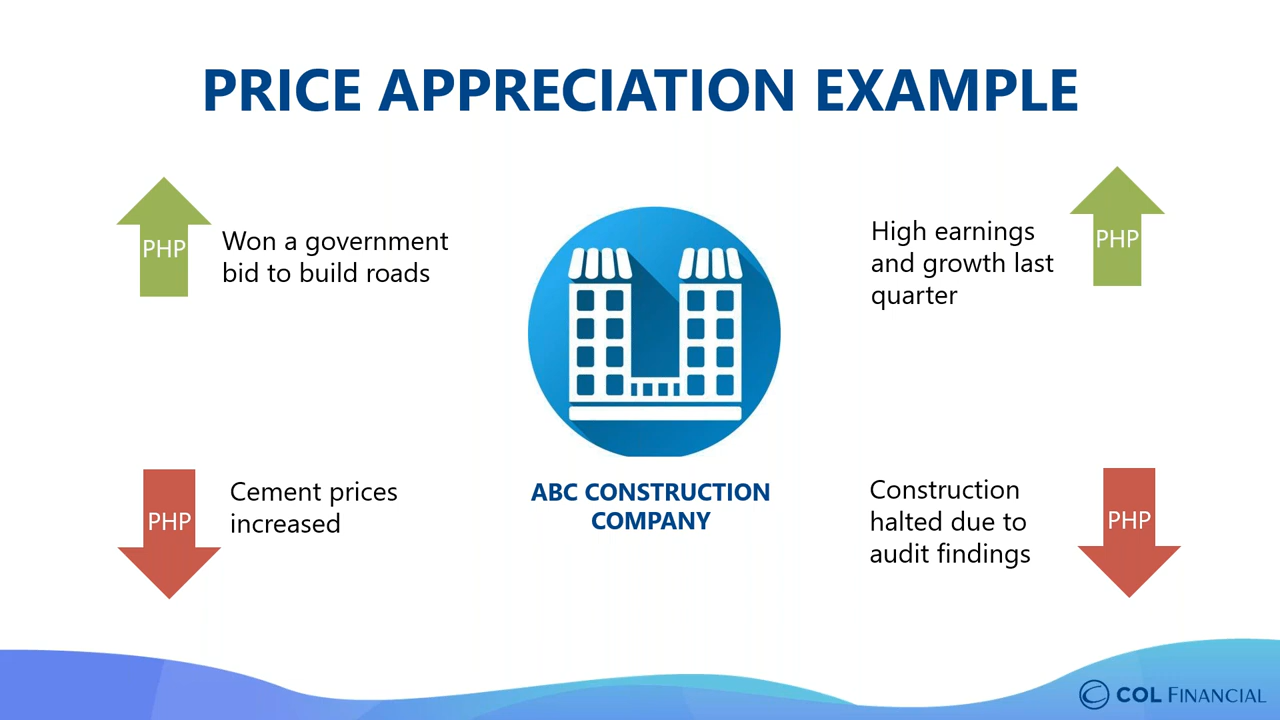 PRICE APPRECIATION EXAMPLE
PHP
Won a government
bid to build roads
High earnings
and growth last
quarter
PHP
PHP
Cement prices
increased
ABC CONSTRUCTION
COMPANY
Construction
halted due to
audit findings
PHP
COL FINANCIAL